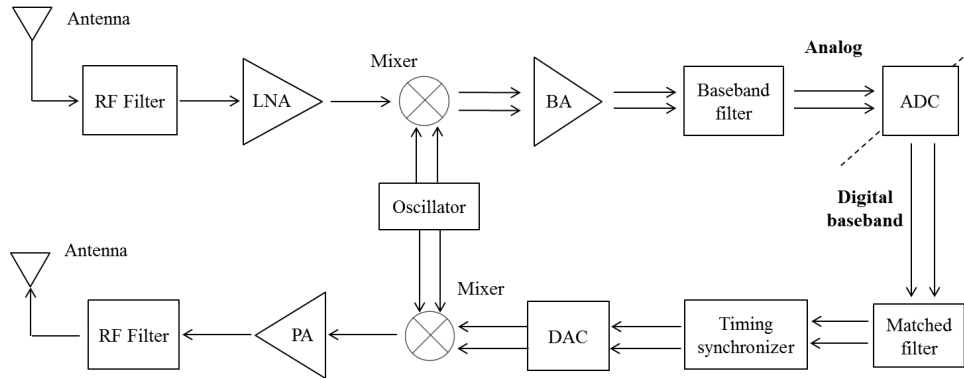 Antenna
RF Filter
LNA
Mixer
BA
Baseband
filter
Analog
ADC
Oscillator
Digital
baseband
Antenna
RF Filter
PA
Mixer
DAC
Timing
synchronizer
Matched
filter